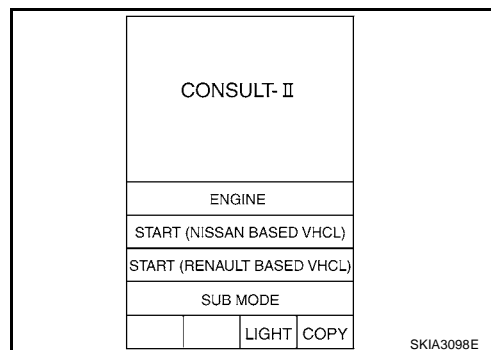 CONSULT-Ⅱ
ENGINE
START (NISSAN BASED VHCL)
START (RENAULT BASED VHCL)
SUB MODE
LIGHT COPY
SKIA3098E